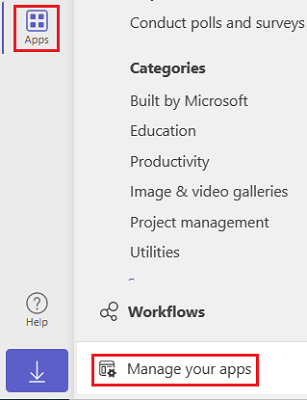 Apps
Conduct polls and surveys
Categories
Built by Microsoft
Education
Productivity
Image & video galleries
Project management
Utilities
Help
Workflows
Manage your apps